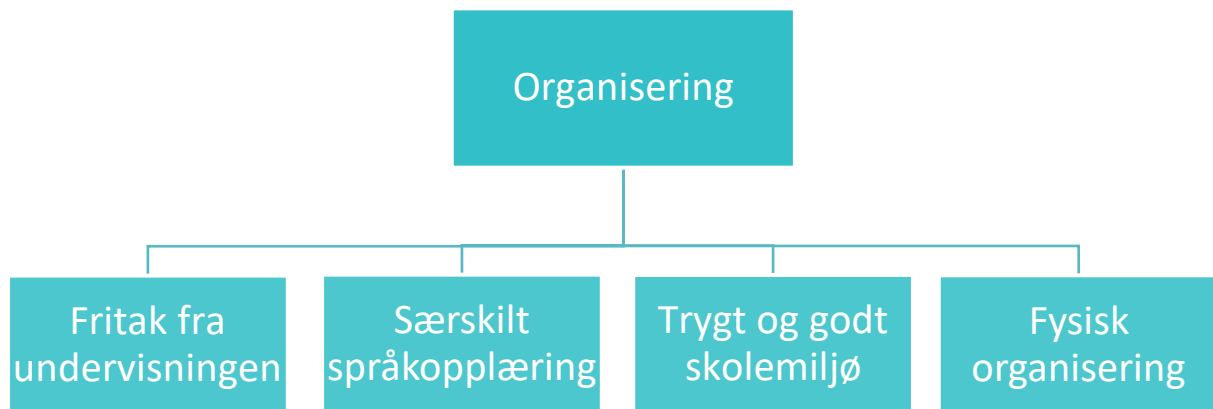 Organisering
Fritak fra
undervisningen
Særskilt
språkopplæring
Trygt og godt
skolemiljø
Fysisk
organisering